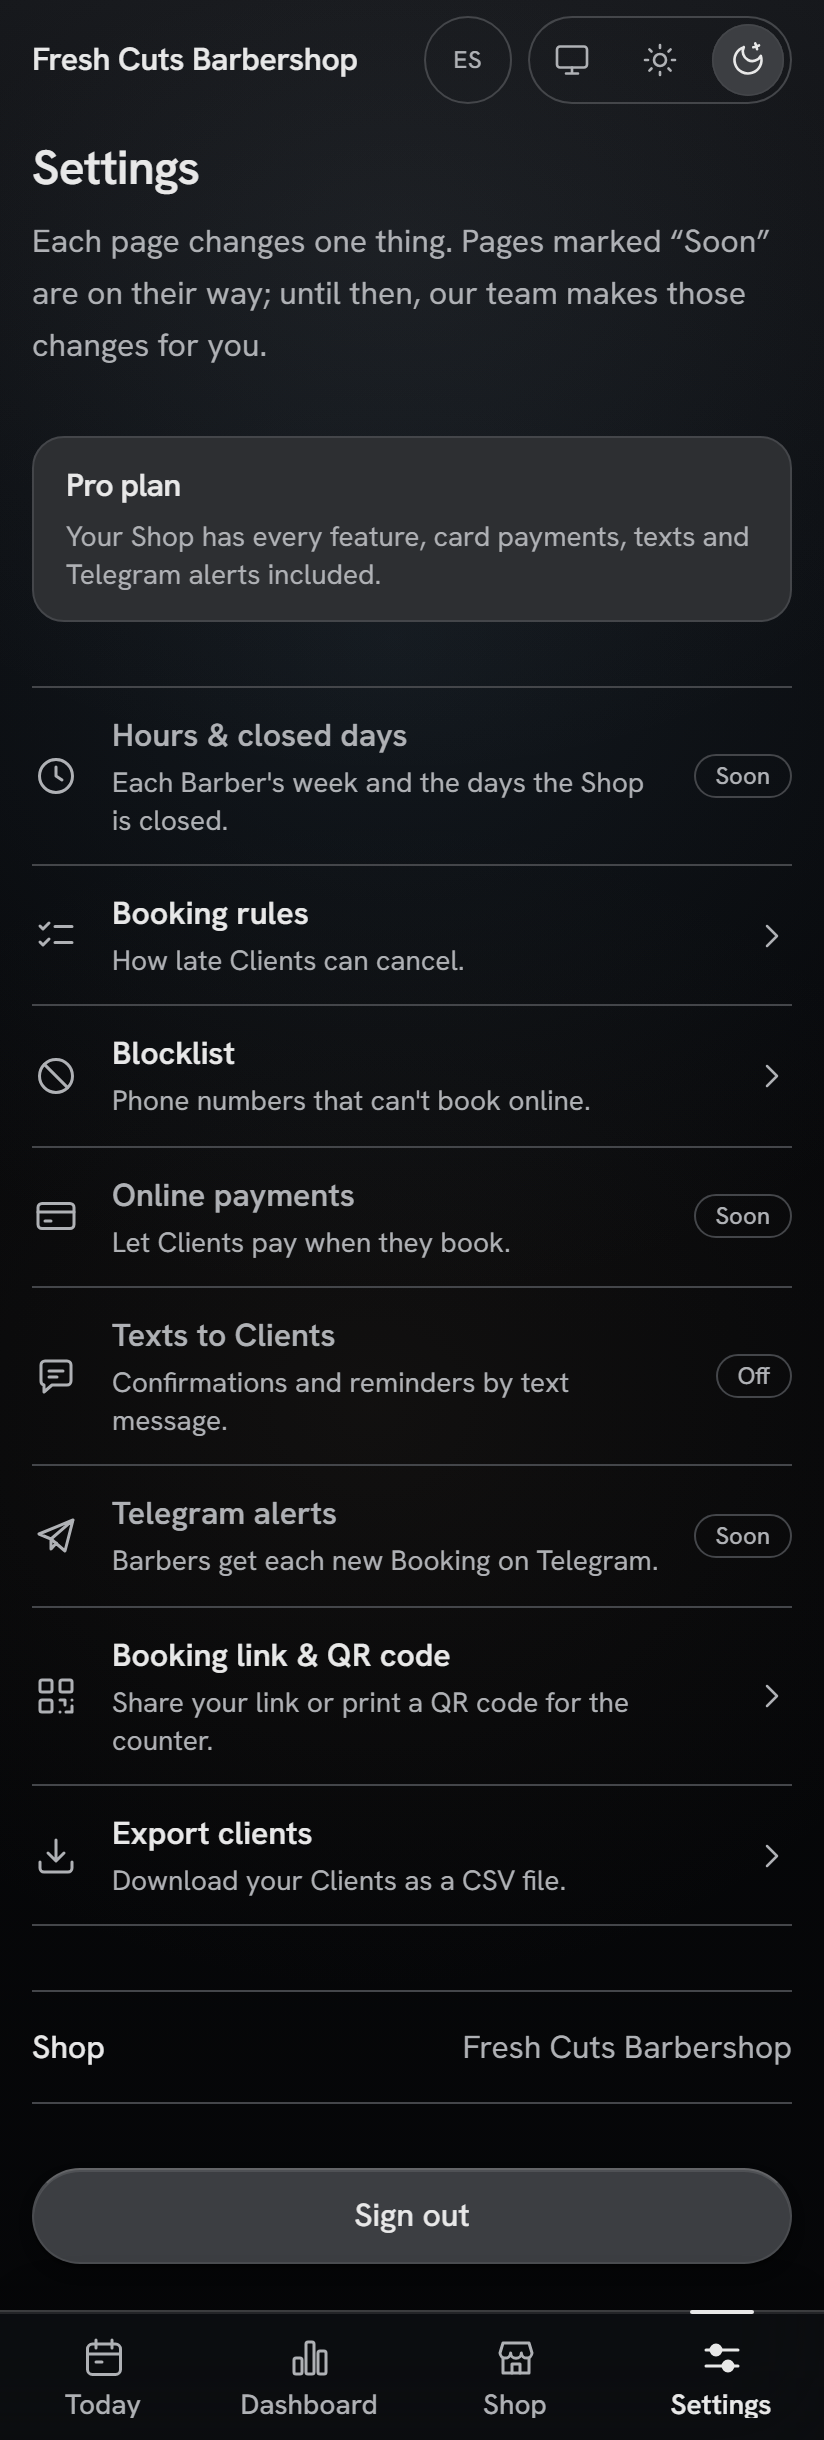 Fresh Cuts Barbershop
ES
Settings
Each page changes one thing. Pages marked “Soon”
are on their way; until then, our team makes those
changes for you.
Pro plan
Your Shop has every feature, card payments, texts and
Telegram alerts included.
Hours & closed days
Each Barber's week and the days the Shop
is closed.
Soon
Booking rules
How late Clients can cancel.
Blocklist
Phone numbers that can't book online.
Online payments
Let Clients pay when they book.
Soon
Texts to Clients
Confirmations and reminders by text
message.
Off
Telegram alerts
Barbers get each new Booking on Telegram.
Soon
Booking link & QR code
Share your link or print a QR code for the
counter.
Export clients
Download your Clients as a CSV file.
Shop
Fresh Cuts Barbershop
Sign out
Today
Dashboard
Shop
Settings